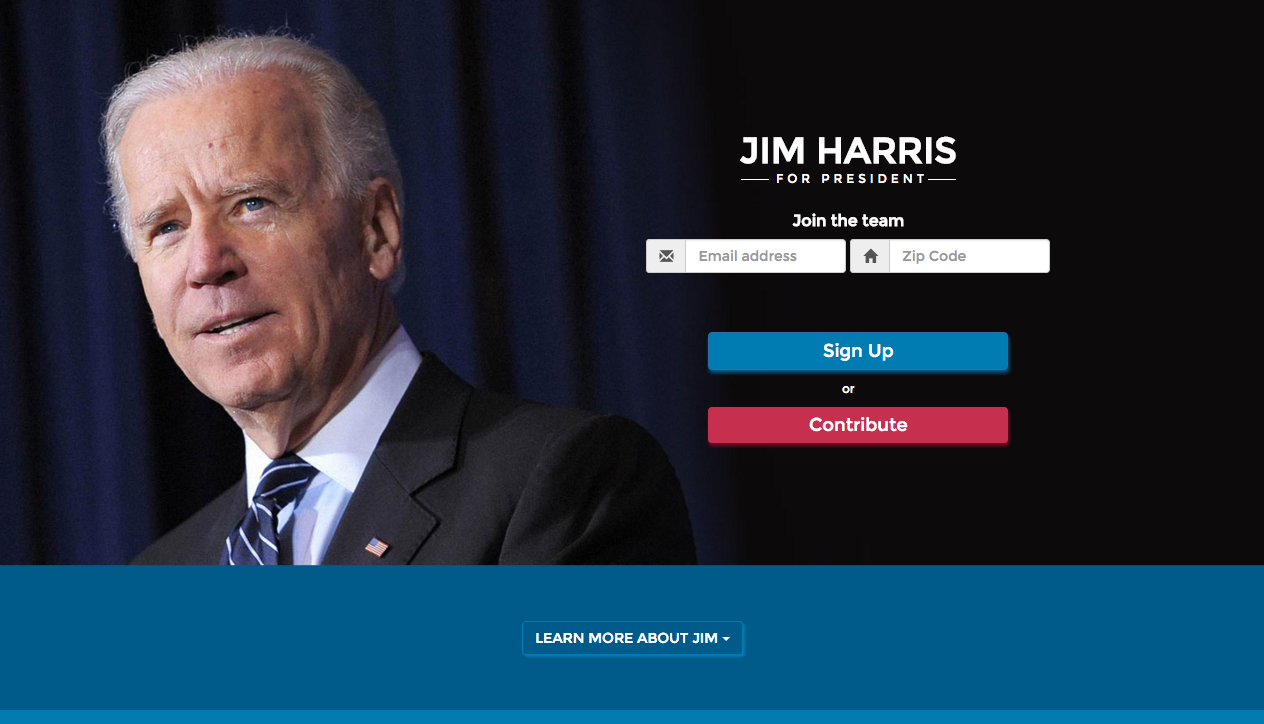 JIM HARRIS
FOR PRESIDENT
Join the team
Email address
Zip Code
Sign Up
or
Contribute
LEARN MORE ABOUT JIM